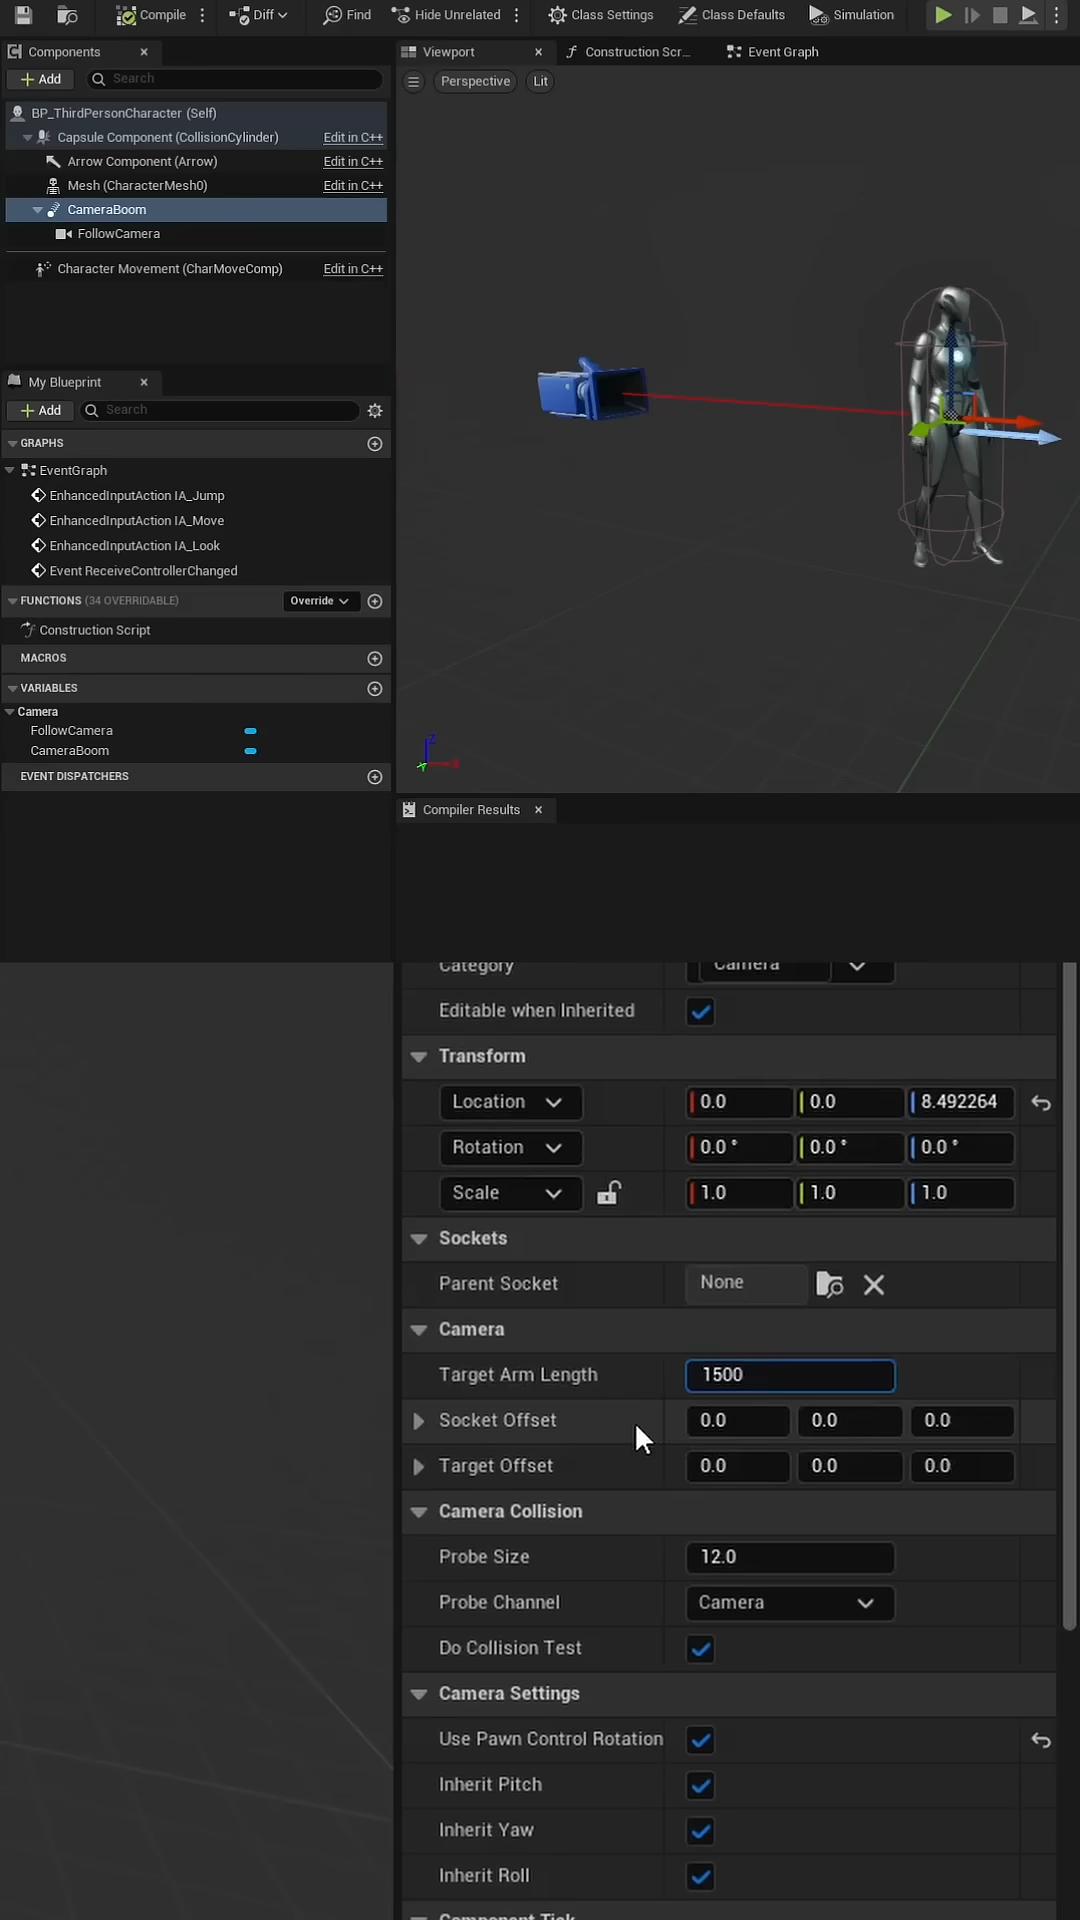 Compile
Diff
Find
Hide Unrelated
Class Settings
Class Defaults
Simulation
Components
Viewport
Construction Scr...
Event Graph
Add
Search
Perspective
Lit
BP_ThirdPersonCharacter (Self)
Capsule Component (CollisionCylinder)
Edit in C++
Arrow Component (Arrow)
Edit in C++
Mesh (CharacterMesh0)
Edit in C++
CameraBoom
FollowCamera
Character Movement (CharMoveComp)
Edit in C++
My Blueprint
Add
Search
GRAPHS
EventGraph
EnhancedInputAction IA_Jump
EnhancedInputAction IA_Move
EnhancedInputAction IA_Look
Event ReceiveControllerChanged
FUNCTIONS (34 OVERRIDABLE)
Override
Construction Script
MACROS
VARIABLES
Camera
FollowCamera
CameraBoom
EVENT DISPATCHERS
Z
Compiler Results
Category
Camera
Editable when Inherited
Transform
Location
0.0
0.0
8.492264
Rotation
0.0 °
0.0 °
0.0 °
Scale
1.0
1.0
1.0
Sockets
Parent Socket
None
Camera
Target Arm Length
1500
Socket Offset
0.0
0.0
0.0
Target Offset
0.0
0.0
0.0
Camera Collision
Probe Size
12.0
Probe Channel
Camera
Do Collision Test
Camera Settings
Use Pawn Control Rotation
Inherit Pitch
Inherit Yaw
Inherit Roll
Component Tick